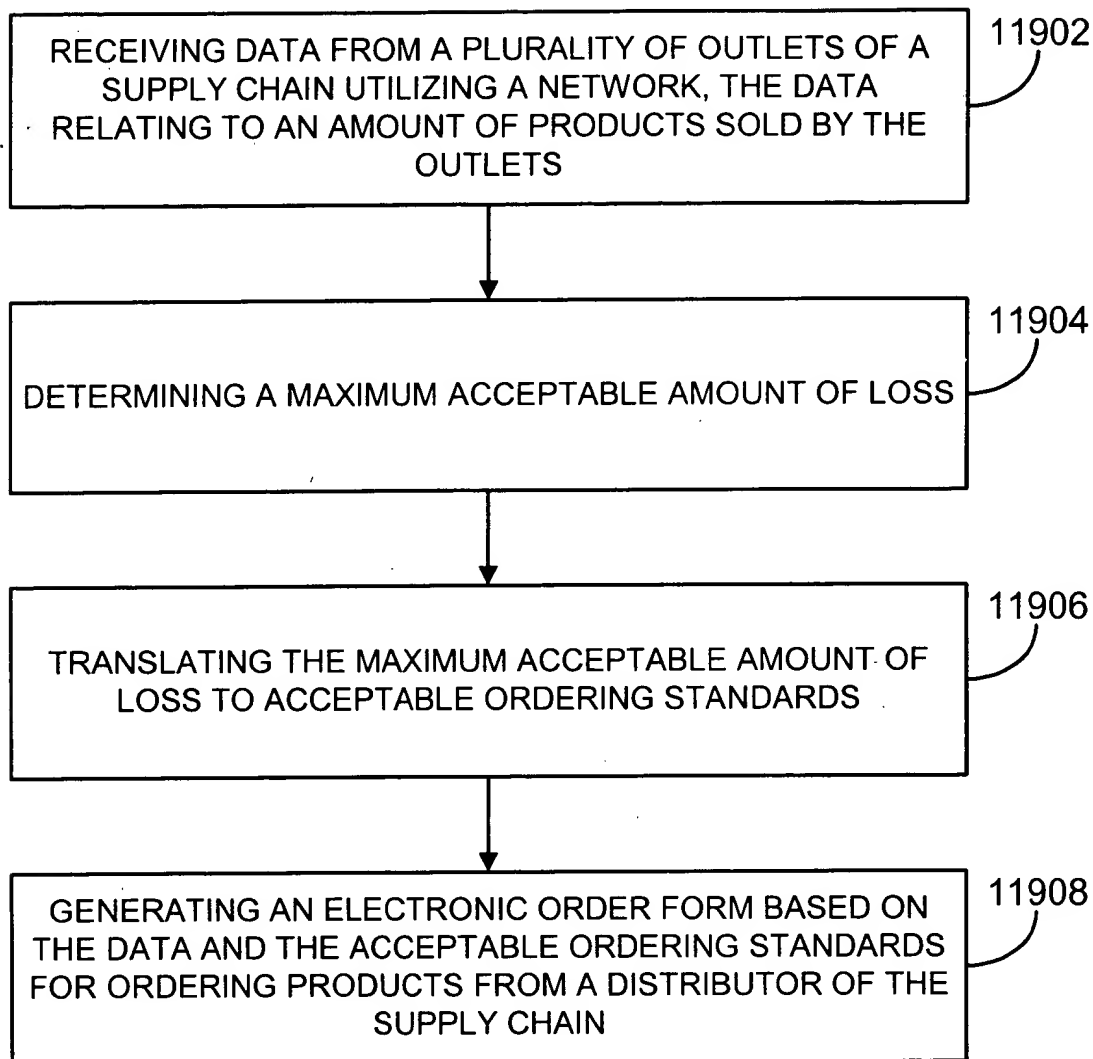 RECEIVING DATA FROM A PLURALITY OF OUTLETS OF A
SUPPLY CHAIN UTILIZING A NETWORK, THE DATA
RELATING TO AN AMOUNT OF PRODUCTS SOLD BY THE
OUTLETS
11902
DETERMINING A MAXIMUM ACCEPTABLE AMOUNT OF LOSS
11904
TRANSLATING THE MAXIMUM ACCEPTABLE AMOUNT OF
LOSS TO ACCEPTABLE ORDERING STANDARDS
11906
GENERATING AN ELECTRONIC ORDER FORM BASED ON
THE DATA AND THE ACCEPTABLE ORDERING STANDARDS
FOR ORDERING PRODUCTS FROM A DISTRIBUTOR OF THE
SUPPLY CHAIN
11908